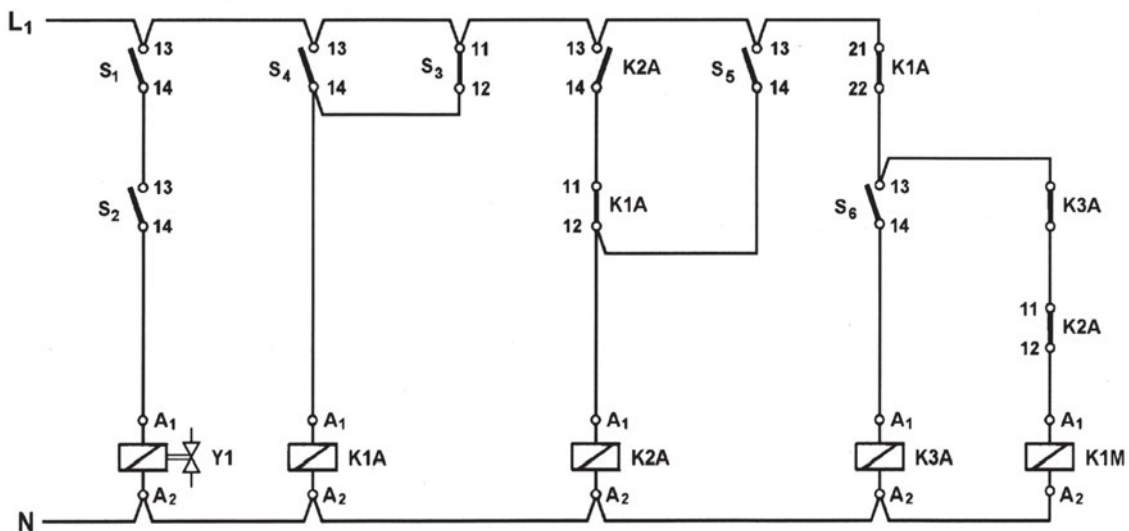 L1
13 13 11 13 13 21
S1 S4 S3 K2A S5 K1A
14 14 12 14 14 22
13 11 13
S2 K1A S6 K3A
14 12 14
11
K2A
12
A1 A1 A1 A1 A1
Y1 K1A K2A K3A K1M
A2 A2 A2 A2 A2
N